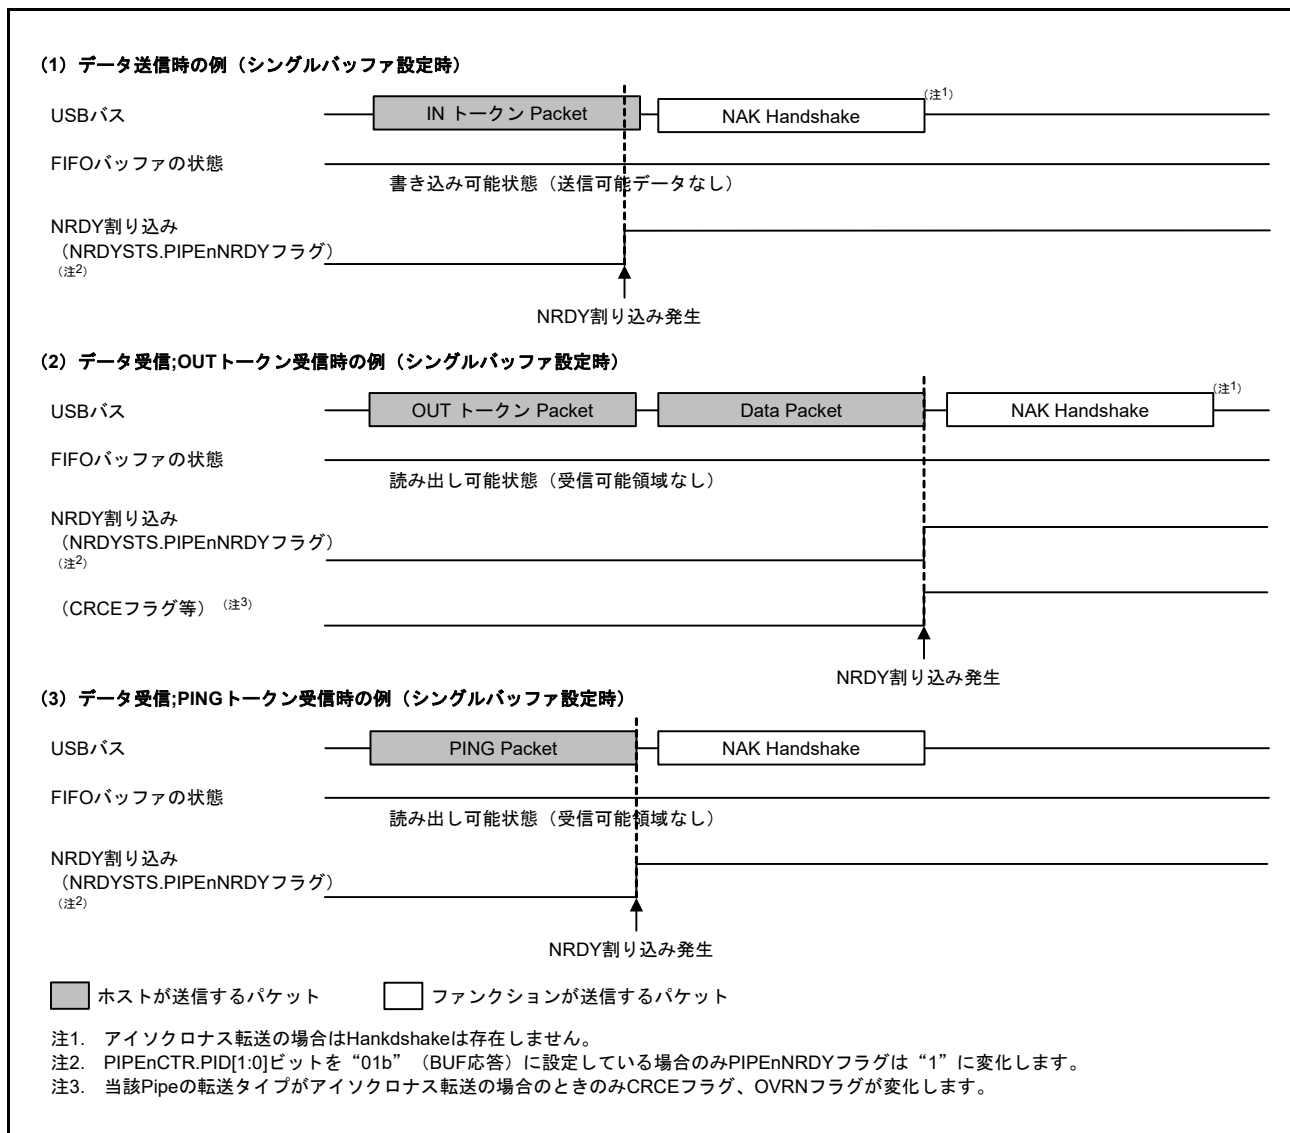 (1) データ送信時の例（シングルバッファ設定時）
USBバス
IN トークン Packet
NAK Handshake
（注1）
FIFOバッファの状態
書き込み可能状態（送信可能データなし）
NRDY割り込み
（NRDYSTS.PIPEnNRDYフラグ）
（注2）
NRDY割り込み発生
(2) データ受信;OUTトークン受信時の例（シングルバッファ設定時）
USBバス
OUT トークン Packet
Data Packet
NAK Handshake
（注1）
FIFOバッファの状態
読み出し可能状態（受信可能領域なし）
NRDY割り込み
（NRDYSTS.PIPEnNRDYフラグ）
（注2）
（CRCEフラグ等）（注3）
NRDY割り込み発生
(3) データ受信;PINGトークン受信時の例（シングルバッファ設定時）
USBバス
PING Packet
NAK Handshake
FIFOバッファの状態
読み出し可能状態（受信可能領域なし）
NRDY割り込み
（NRDYSTS.PIPEnNRDYフラグ）
（注2）
NRDY割り込み発生
ホストが送信するパケット
ファンクションが送信するパケット
注1. アイソクロナス転送の場合はHankdshakeは存在しません。
注2. PIPEnCTR.PID[1:0]ビットを“01b”（BUF応答）に設定している場合のみPIPEnNRDYフラグは“1”に変化します。
注3. 当該Pipeの転送タイプがアイソクロナス転送の場合のときのみCRCEフラグ、OVRNフラグが変化します。